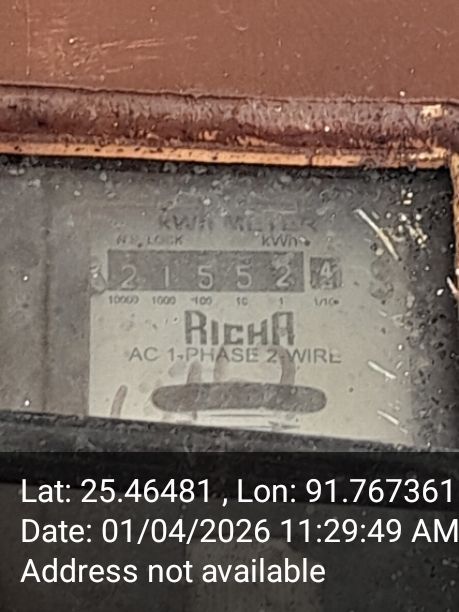 kWh METER
kWh
2 1 5 5 2 4
10000 1000 100 10 1 1/10
RICHA
AC 1-PHASE 2-WIRE
Lat: 25.46481 , Lon: 91.767361
Date: 01/04/2026 11:29:49 AM
Address not available